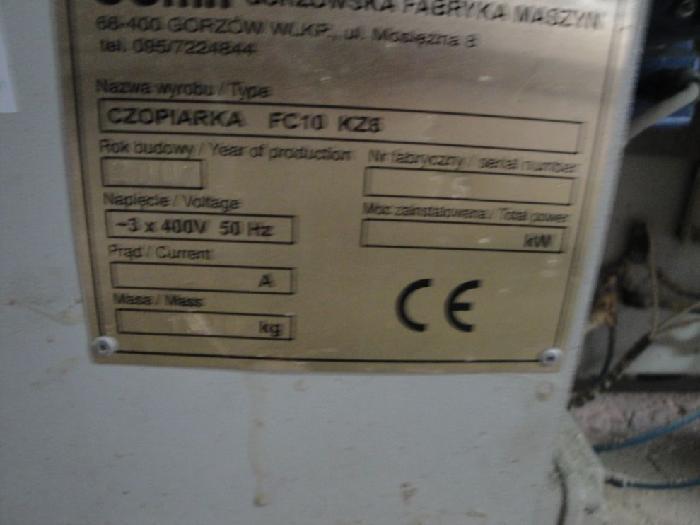 GORZOWSKA FABRYKA MASZYN
66-400 GORZÓW WLKP., ul. Mosiężna 8
tel. 095/7224844
Nazwa wyrobu / Type
CZOPIARKA FC10 KZ8
Rok budowy / Year of production
Nr fabryczny / serial number
Napięcie / Voltage
~3 x 400V 50 Hz
Moc zainstalowana / Total power
kW
Prąd / Current
A
Masa / Mass
kg
CE